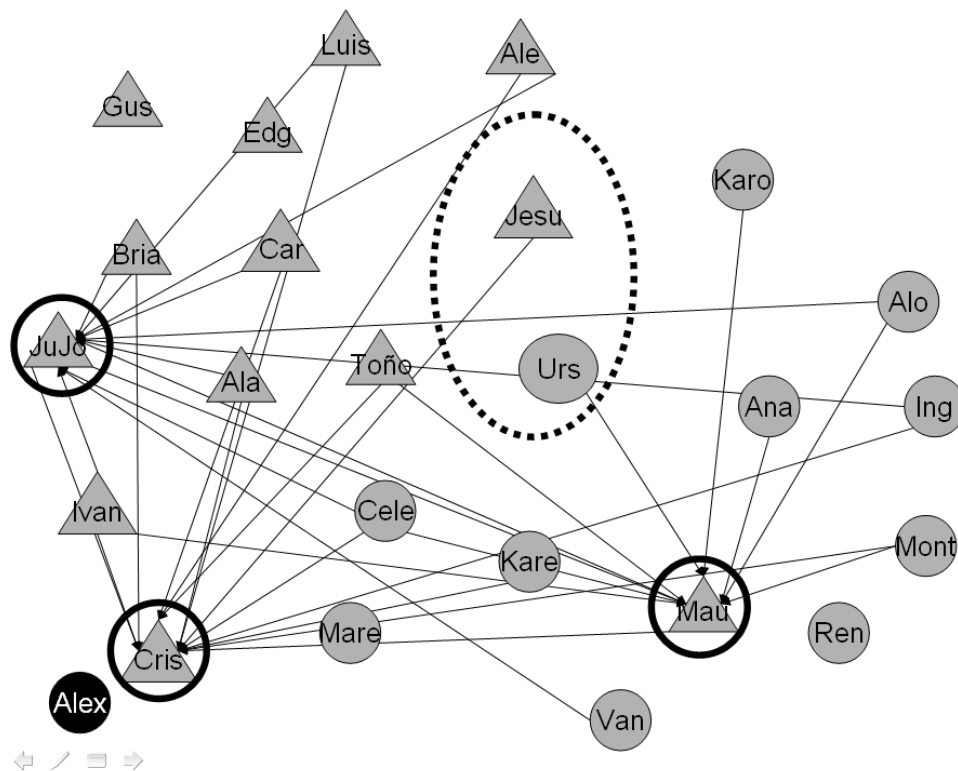 Luis
Ale
Gus
Edg
Karo
Jesu
Bria
Car
Alo
JuJo
Toño
Urs
Ala
Ana
Ing
Ivan
Cele
Kare
Mont
Mau
Mare
Ren
Cris
Alex
Van